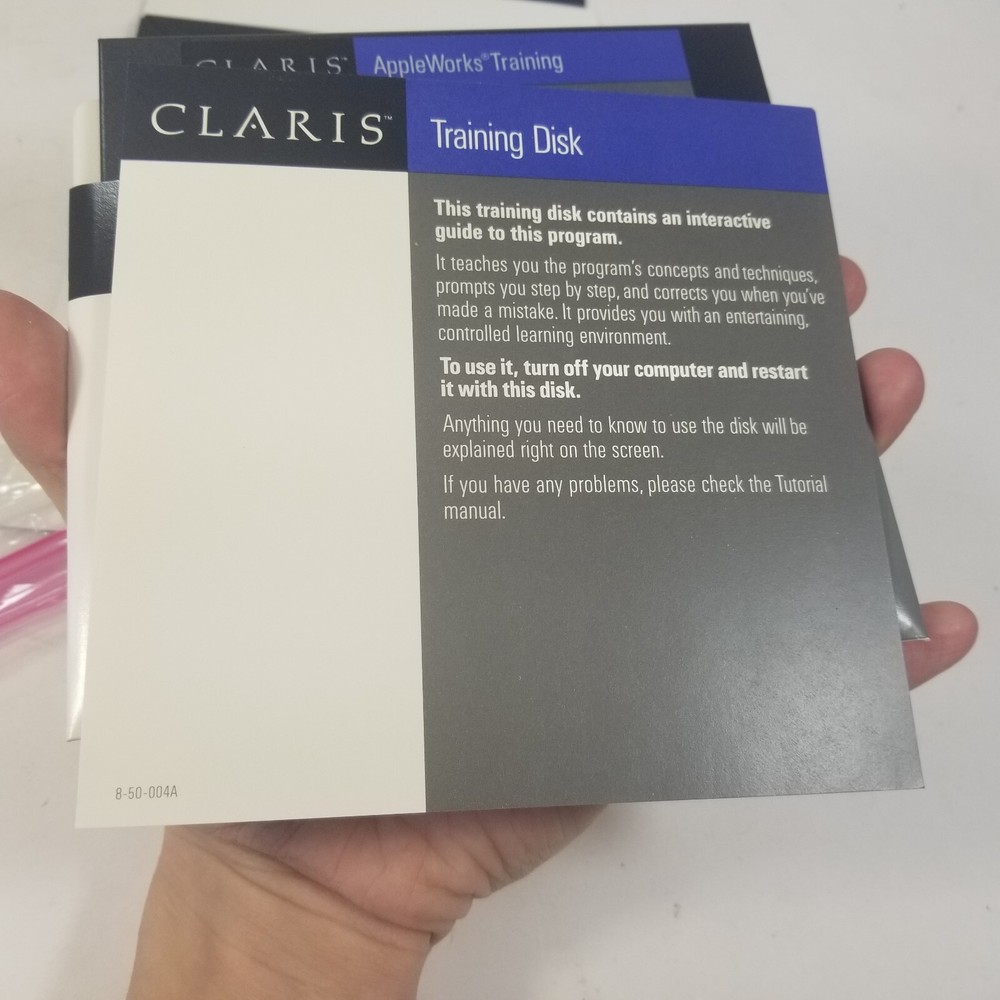 CLARIS™ AppleWorks® Training
CLARIS™ Training Disk
This training disk contains an interactive
guide to this program.
It teaches you the program's concepts and techniques,
prompts you step by step, and corrects you when you've
made a mistake. It provides you with an entertaining,
controlled learning environment.
To use it, turn off your computer and restart
it with this disk.
Anything you need to know to use the disk will be
explained right on the screen.
If you have any problems, please check the Tutorial
manual.
8-50-004A